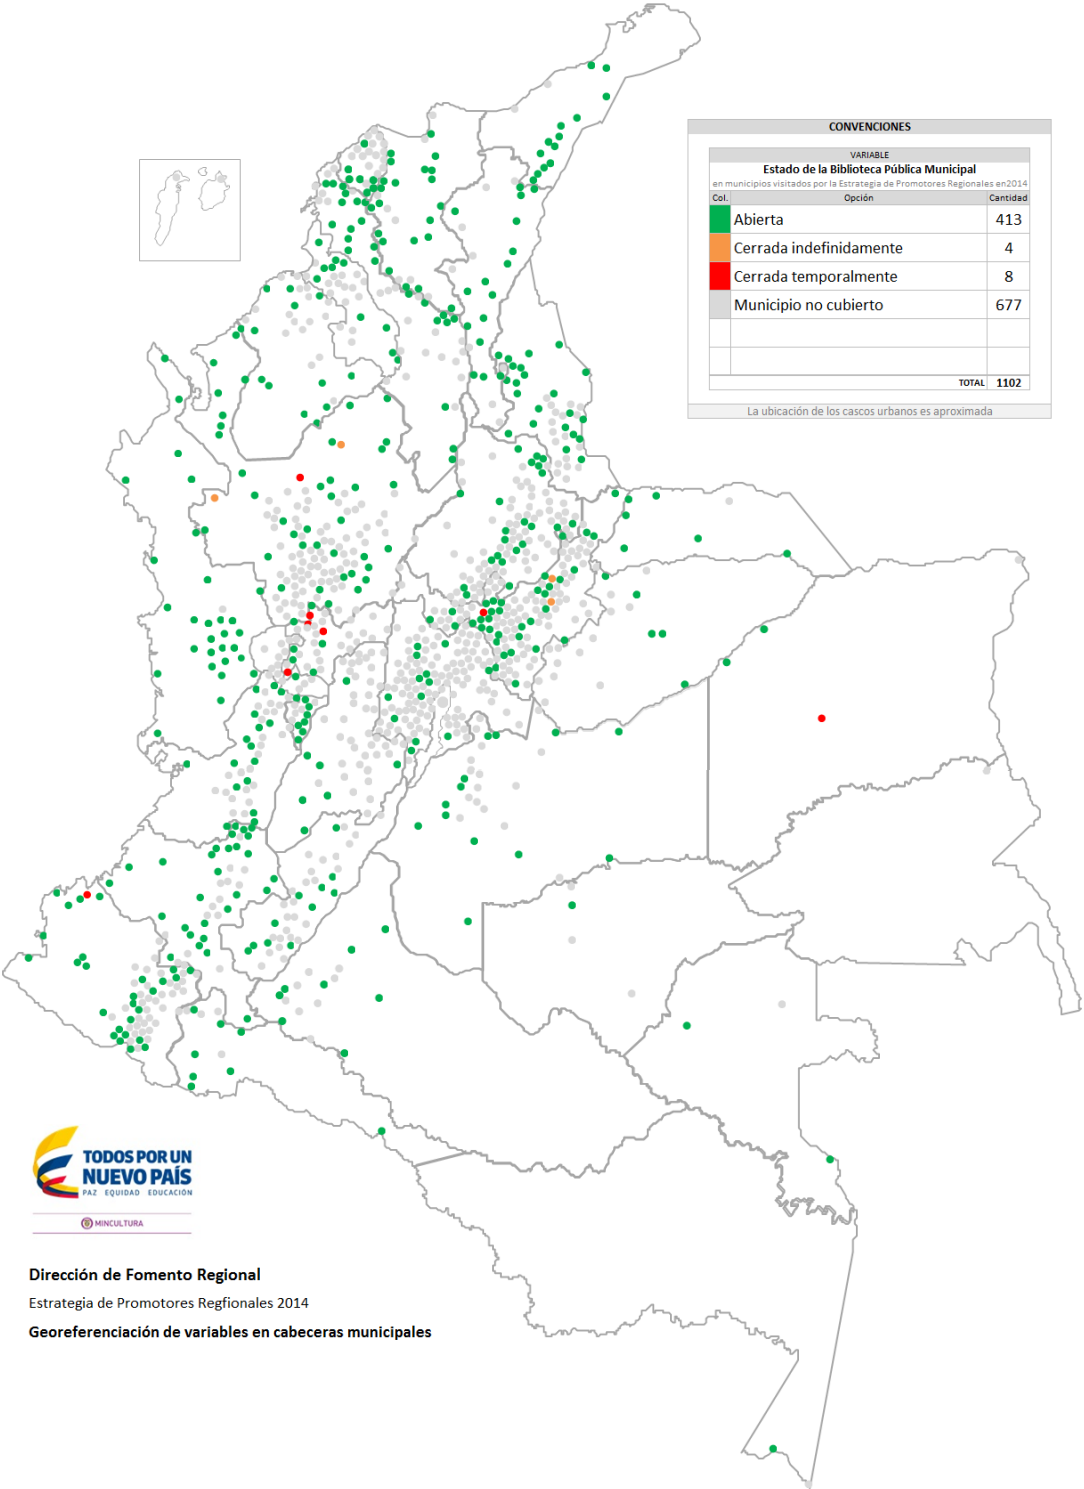 CONVENCIONES
VARIABLE
Estado de la Biblioteca Pública Municipal
en municipios visitados por la Estrategia de Promotores Regionales en2014
Col. Opción Cantidad
Abierta 413
Cerrada indefinidamente 4
Cerrada temporalmente 8
Municipio no cubierto 677
TOTAL 1102
La ubicación de los cascos urbanos es aproximada
TODOS POR UN
NUEVO PAÍS
PAZ EQUIDAD EDUCACIÓN
MINCULTURA
Dirección de Fomento Regional
Estrategia de Promotores Regfionales 2014
Georeferenciación de variables en cabeceras municipales